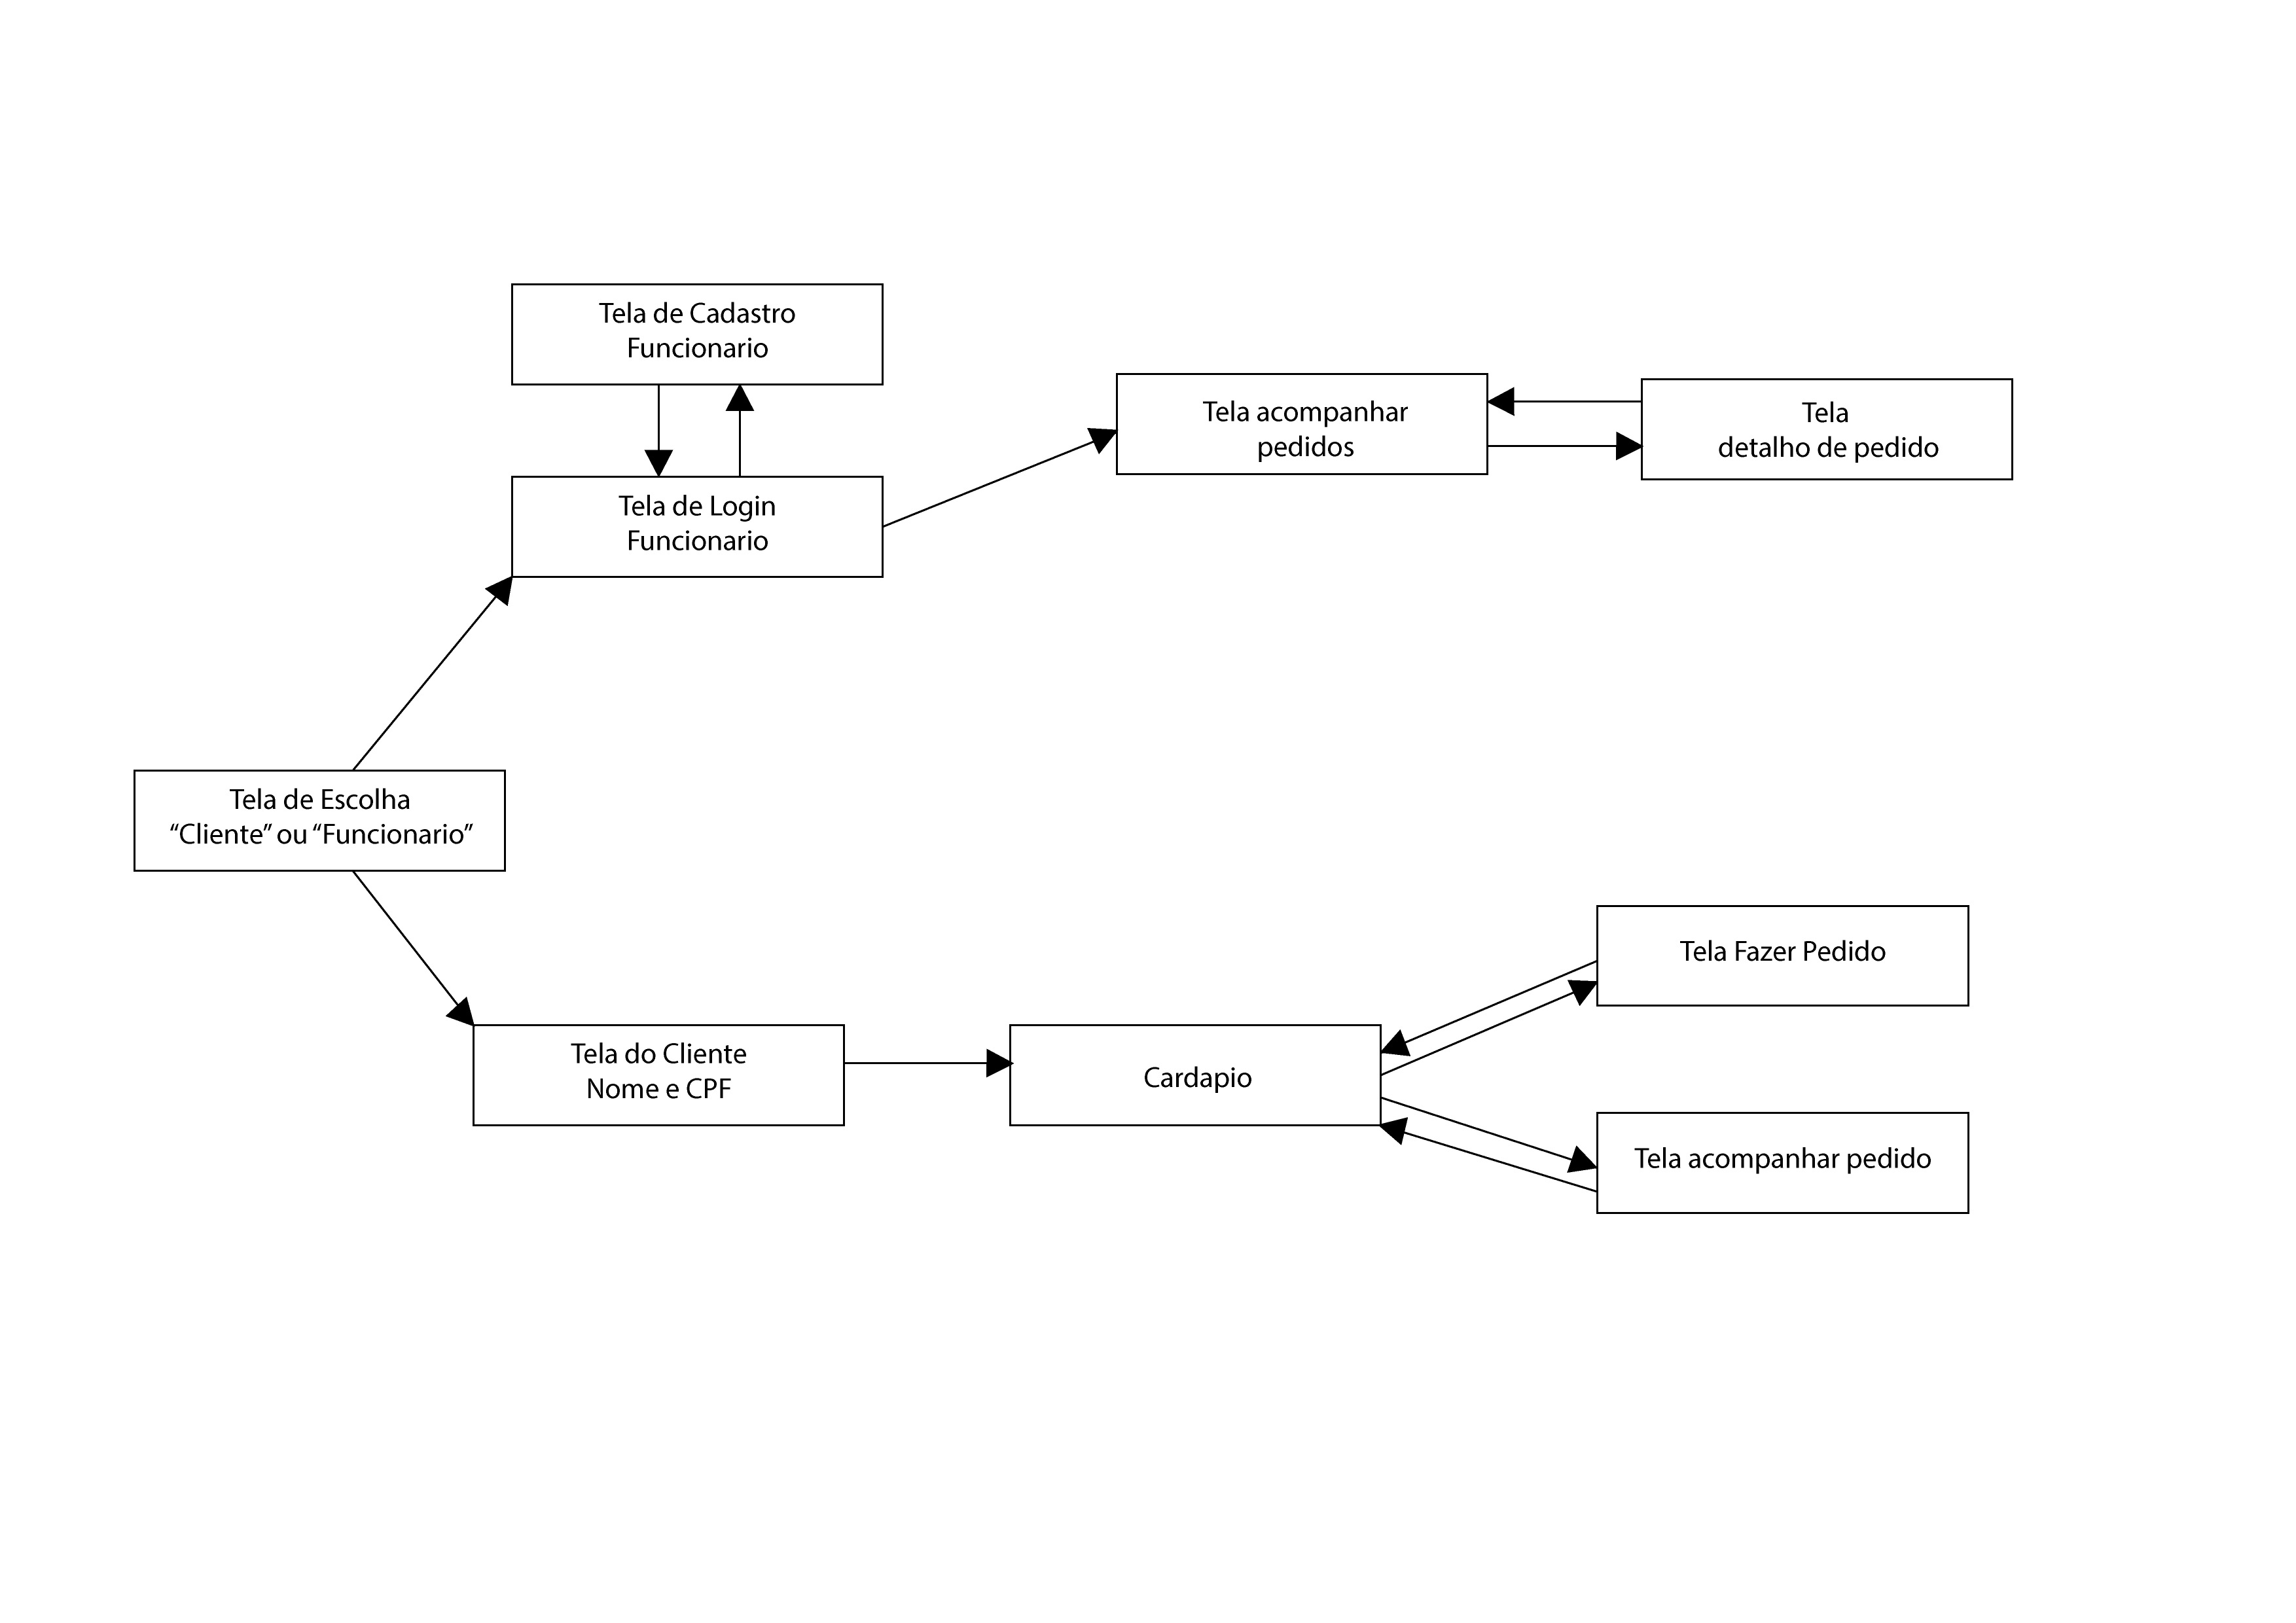 Tela de Cadastro
Funcionario
Tela de Login
Funcionario
Tela acompanhar
pedidos
Tela
detalho de pedido
Tela de Escolha
“Cliente” ou “Funcionario”
Tela do Cliente
Nome e CPF
Cardapio
Tela Fazer Pedido
Tela acompanhar pedido